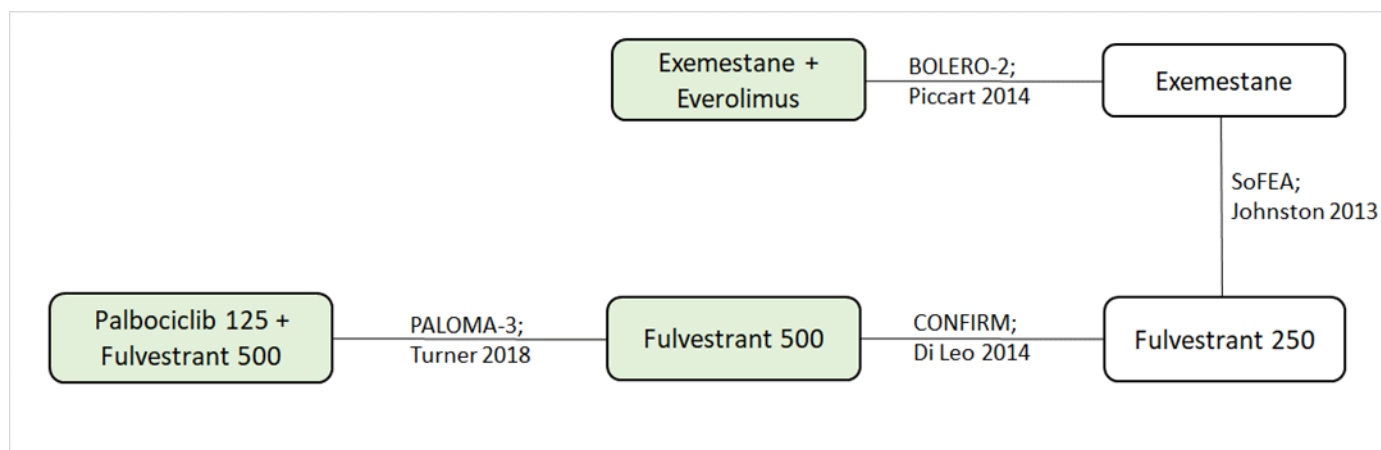 Exemestane +
Everolimus
BOLERO-2;
Piccart 2014
Exemestane
SoFEA;
Johnston 2013
Palbociclib 125 +
Fulvestrant 500
PALOMA-3;
Turner 2018
Fulvestrant 500
CONFIRM;
Di Leo 2014
Fulvestrant 250